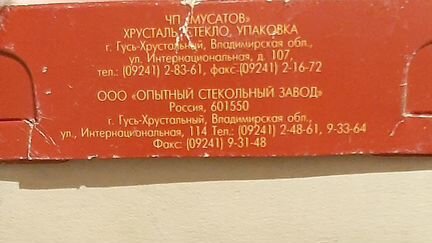 ЧП «МУСАТОВ»
ХРУСТАЛЬ, СТЕКЛО, УПАКОВКА
г. Гусь-Хрустальный, Владимирская обл.,
ул. Интернациональная, д. 107,
тел.: (09241) 2-83-61, факс (09241) 2-16-72
ООО «ОПЫТНЫЙ СТЕКОЛЬНЫЙ ЗАВОД»
Россия, 601550
г. Гусь-Хрустальный, Владимирская обл.,
ул., Интернациональная, 114 Тел.: (09241) 2-48-61, 9-33-64
Факс: (09241) 9-31-48